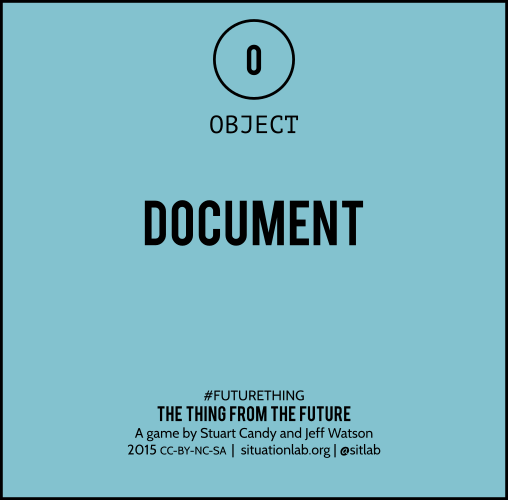 O
OBJECT
DOCUMENT
#FUTURETHING
THE THING FROM THE FUTURE
A game by Stuart Candy and Jeff Watson
2015 CC-BY-NC-SA | situationlab.org | @sitlab